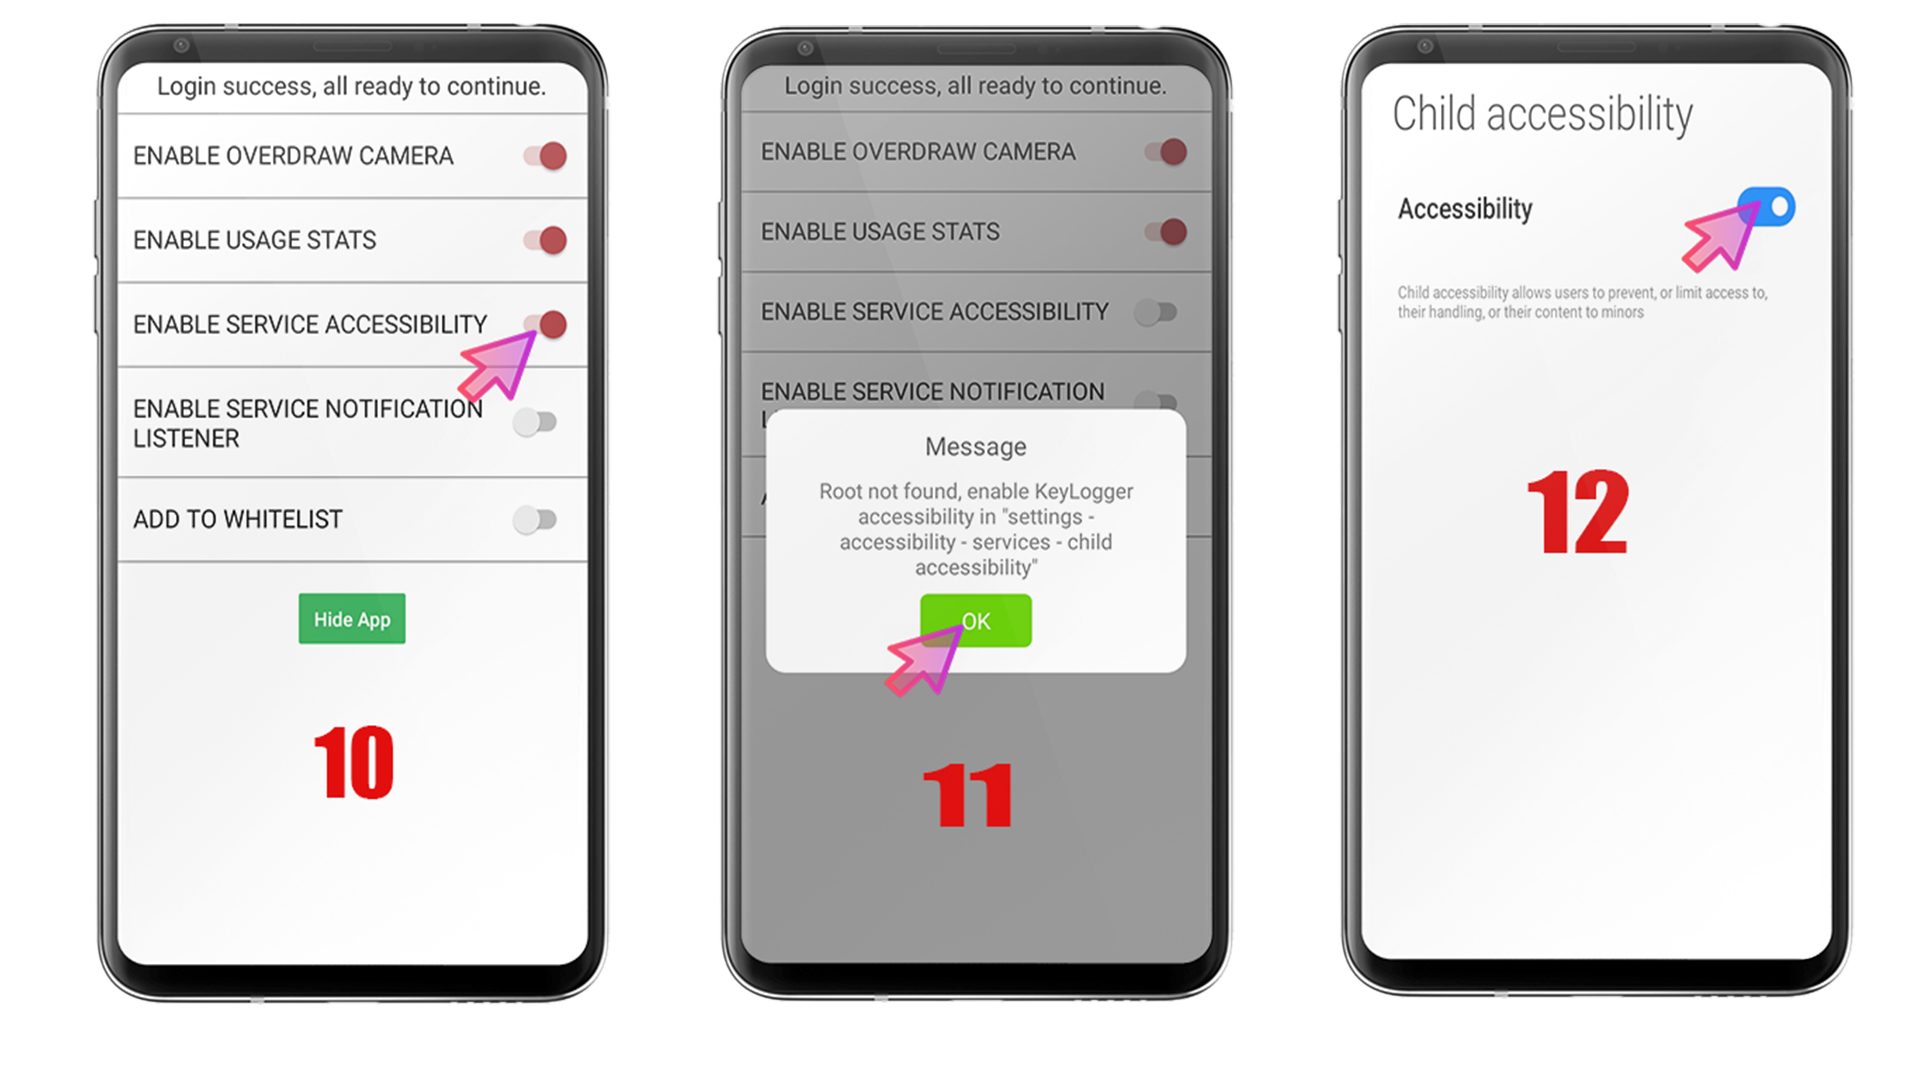 Login success, all ready to continue.
ENABLE OVERDRAW CAMERA
ENABLE USAGE STATS
ENABLE SERVICE ACCESSIBILITY
ENABLE SERVICE NOTIFICATION
LISTENER
ADD TO WHITELIST
Hide App
10
Login success, all ready to continue.
ENABLE OVERDRAW CAMERA
ENABLE USAGE STATS
ENABLE SERVICE ACCESSIBILITY
ENABLE SERVICE NOTIFICATION
Message
Root not found, enable KeyLogger
accessibility in "settings -
accessibility - services - child
accessibility"
OK
11
Child accessibility
Accessibility
Child accessibility allows users to prevent, or limit access to,
their handling, or their content to minors
12